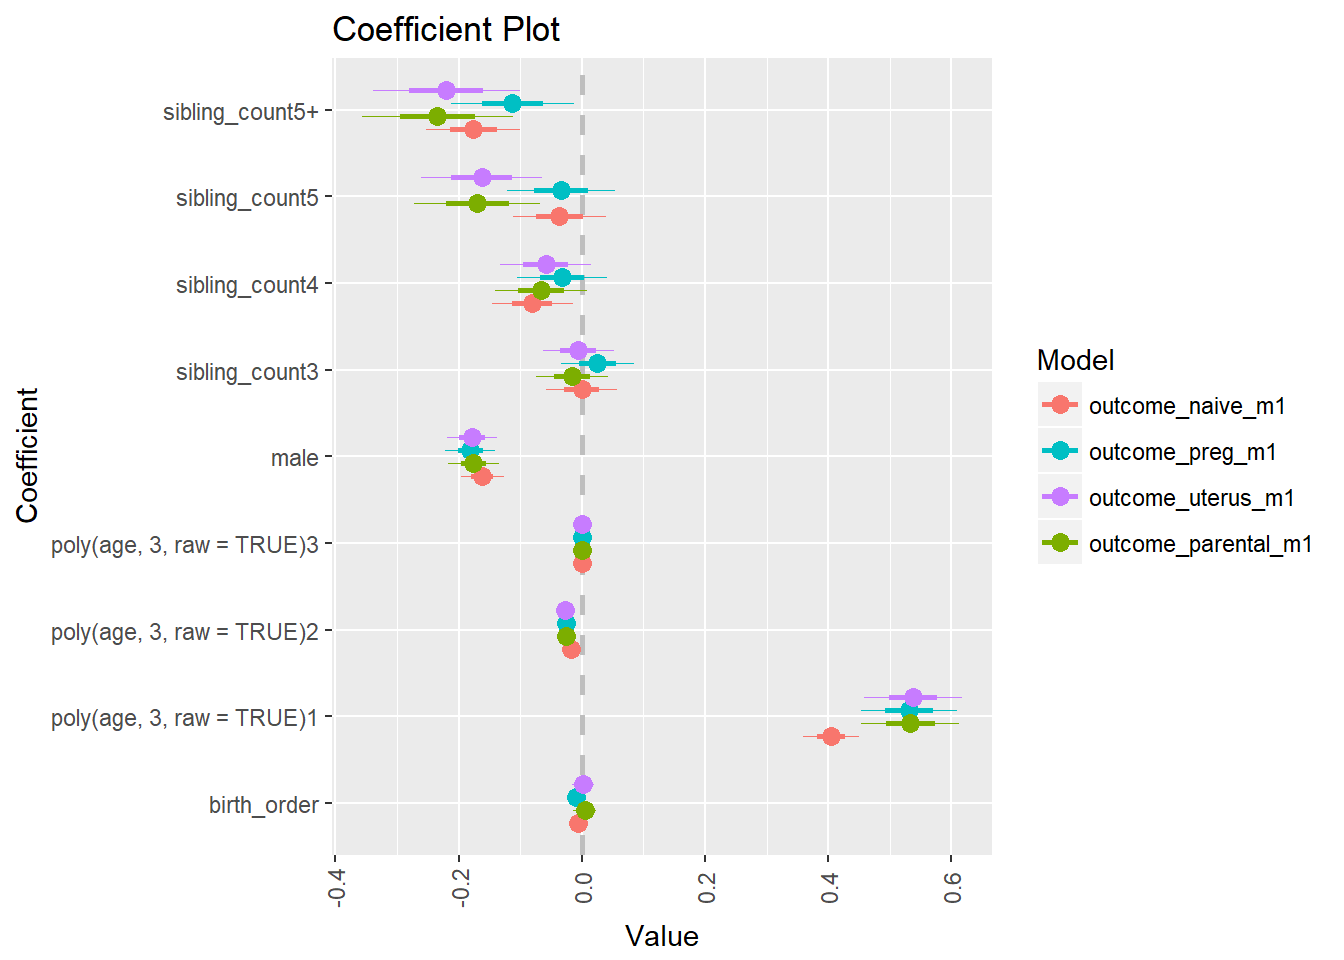 Coefficient Plot
Coefficient
sibling_count5+
sibling_count5
sibling_count4
sibling_count3
male
poly(age, 3, raw = TRUE)3
poly(age, 3, raw = TRUE)2
poly(age, 3, raw = TRUE)1
birth_order
-0.4
-0.2
0.0
0.2
0.4
0.6
Value
Model
outcome_naive_m1
outcome_preg_m1
outcome_uterus_m1
outcome_parental_m1